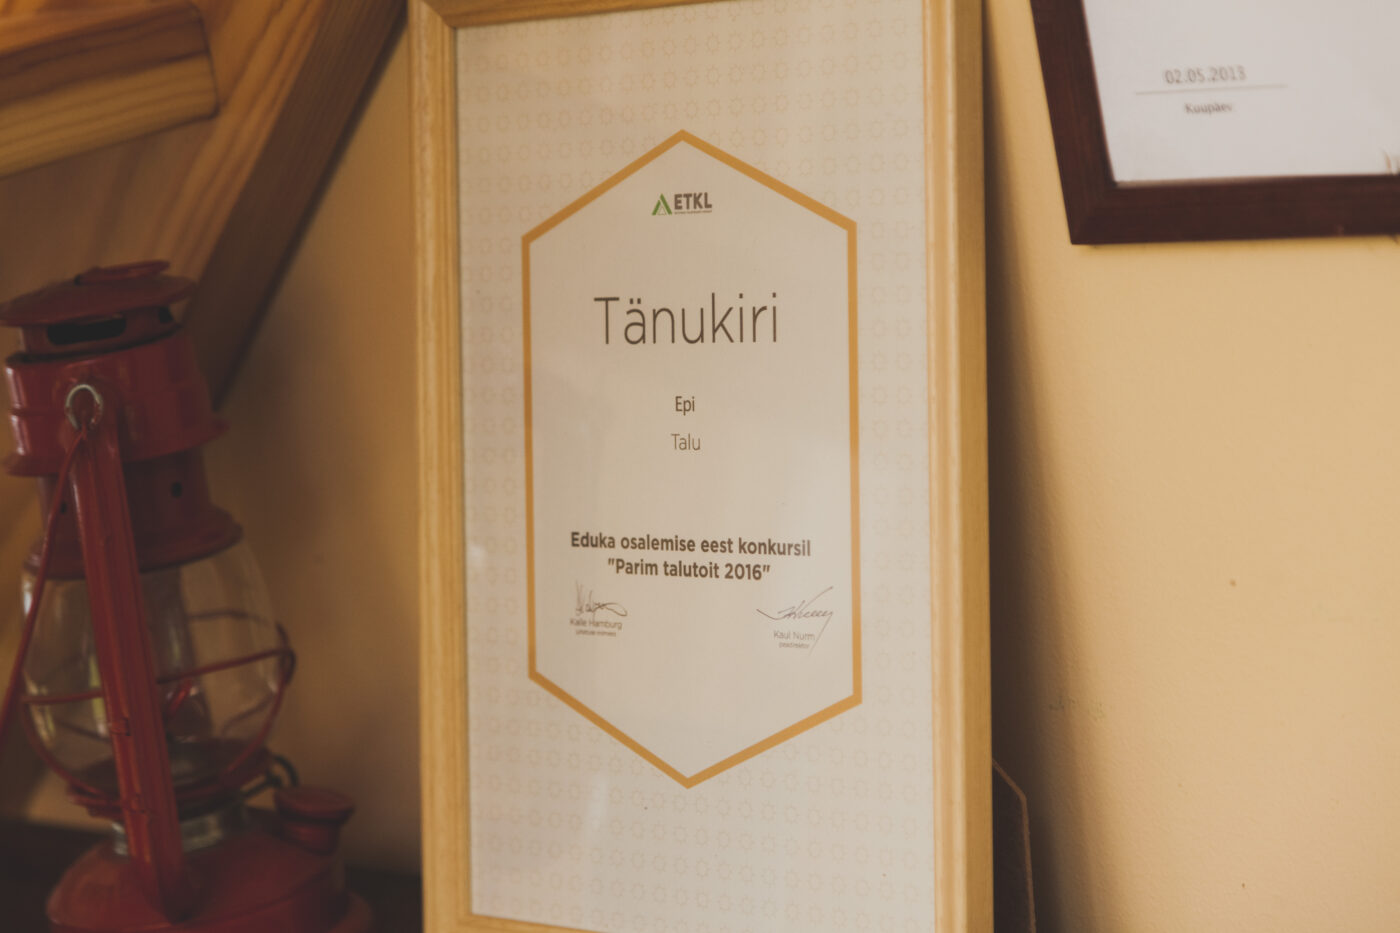 ETKL
Tänukiri
Epi
Talu
Eduka osalemise eest konkursil
"Parim talutoit 2016"
Kalle Hamburg
Kaul Nurm
peadirektor
02.05.2013
Kuupäev